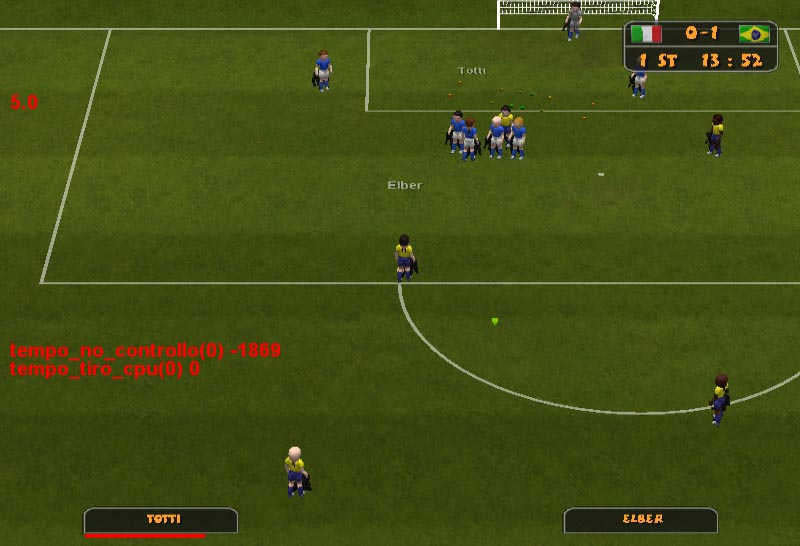 0-1
1 ST 13:52
Totti
5.0
Elber
tempo_no_controllo(0) -1869
tempo_tiro_cpu(0) 0
TOTTI
ELBER